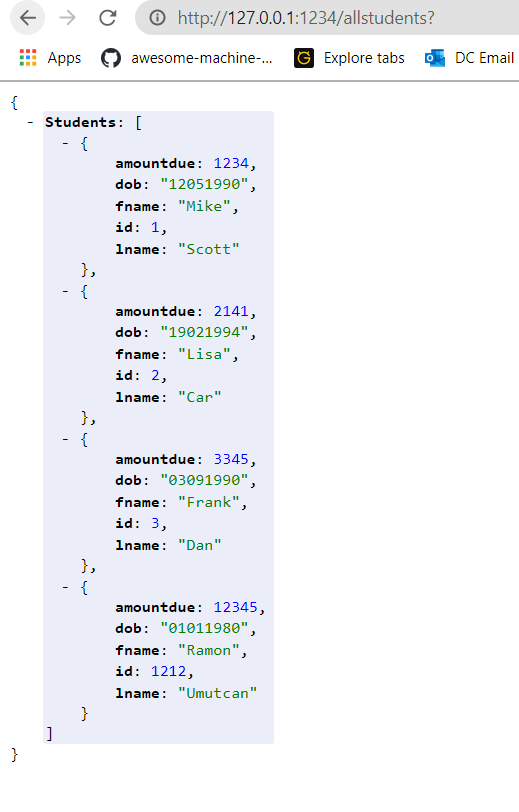 http://127.0.0.1:1234/allstudents?
Apps awesome-machine-... Explore tabs DC Email
{
- Students: [
- {
amountdue: 1234,
dob: "12051990",
fname: "Mike",
id: 1,
lname: "Scott"
},
- {
amountdue: 2141,
dob: "19021994",
fname: "Lisa",
id: 2,
lname: "Car"
},
- {
amountdue: 3345,
dob: "03091990",
fname: "Frank",
id: 3,
lname: "Dan"
},
- {
amountdue: 12345,
dob: "01011980",
fname: "Ramon",
id: 1212,
lname: "Umutcan"
}
]
}